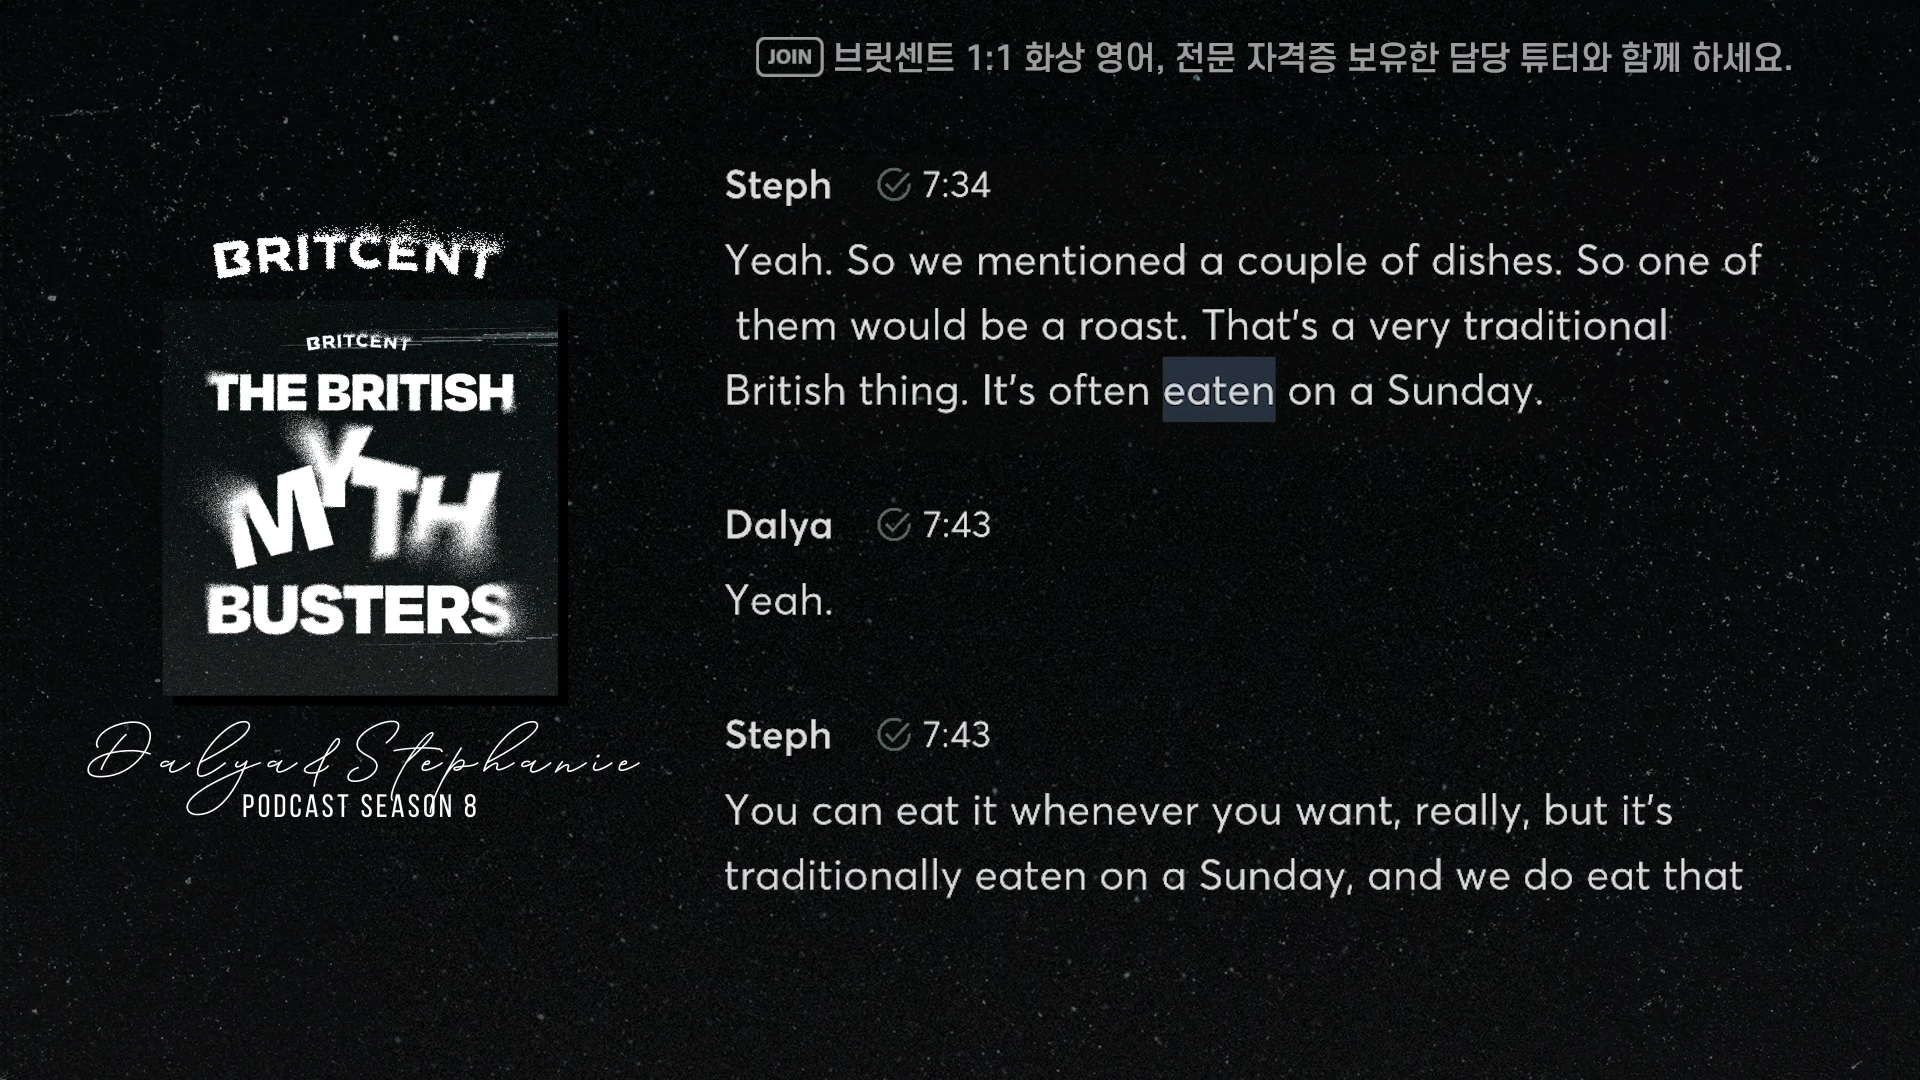 JOIN 브릿센트 1:1 화상 영어, 전문 자격증 보유한 담당 튜터와 함께 하세요.
BRITCENT
BRITCENT
THE BRITISH
MYTH
BUSTERS
Dalya & Stephanie
PODCAST SEASON 8
Steph 7:34
Yeah. So we mentioned a couple of dishes. So one of
them would be a roast. That's a very traditional
British thing. It's often eaten on a Sunday.
Dalya 7:43
Yeah.
Steph 7:43
You can eat it whenever you want, really, but it's
traditionally eaten on a Sunday, and we do eat that